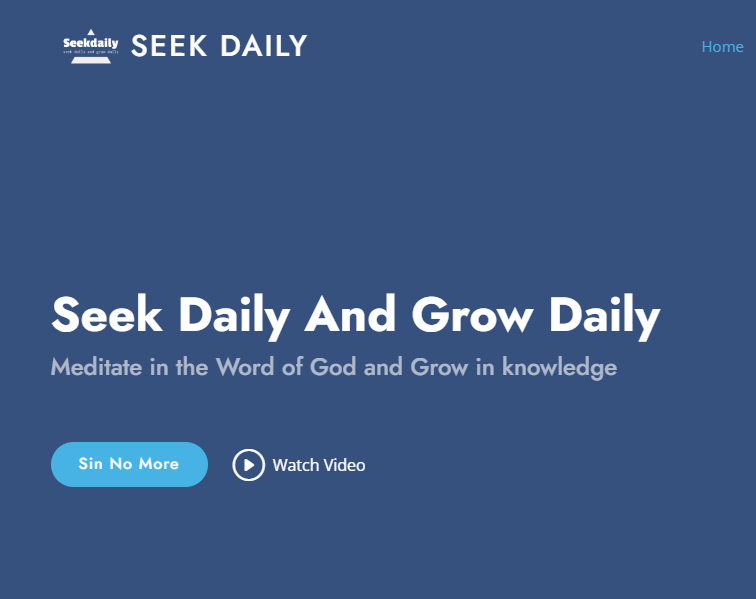 Seekdaily
seek daily and grow daily
SEEK DAILY
Home
Seek Daily And Grow Daily
Meditate in the Word of God and Grow in knowledge
Sin No More
Watch Video